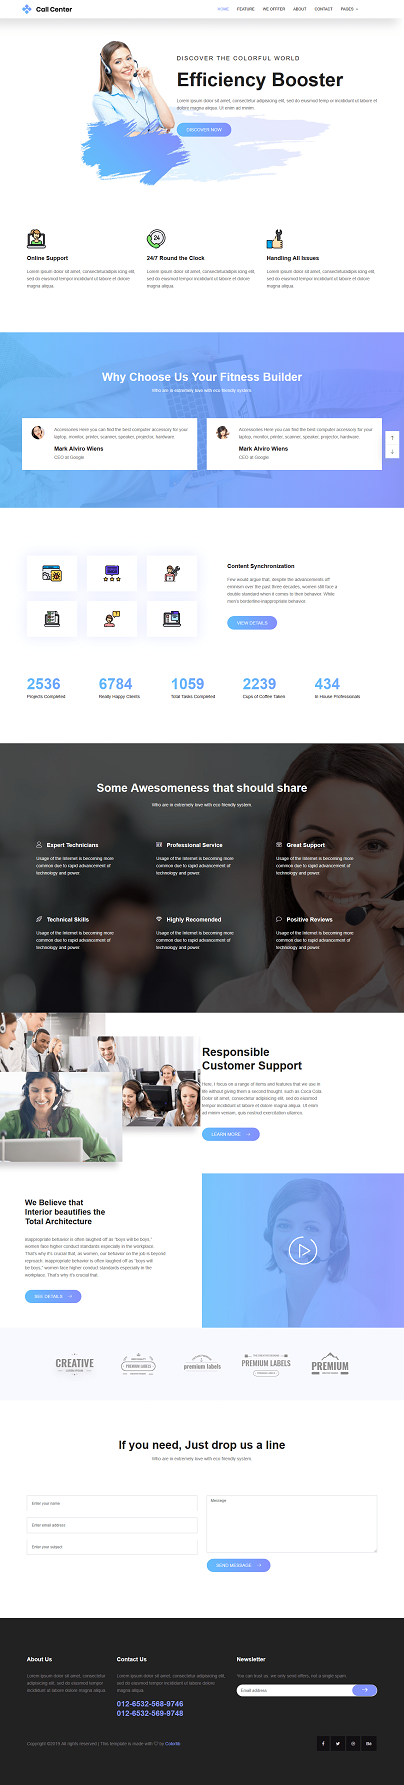 Call Center
HOME FEATURE WE OFFTER ABOUT CONTACT PAGES
DISCOVER THE COLORFUL WORLD
Efficiency Booster
Lorem ipsum dolor sit amet, consectetur adipisicing elit, sed do eiusmod temp or incididunt ut labore et
dolore magna aliqua. Ut enim ad minim.
DISCOVER NOW
Online Support
Lorem ipsum dolor sit amet, consecteturadipis icing elit,
sed do eiusmod tempor incididunt ut labore et dolore
magna aliqua.
24/7 Round the Clock
Lorem ipsum dolor sit amet, consecteturadipis icing elit,
sed do eiusmod tempor incididunt ut labore et dolore
magna aliqua.
Handling All Issues
Lorem ipsum dolor sit amet, consecteturadipis icing elit,
sed do eiusmod tempor incididunt ut labore et dolore
magna aliqua.
Why Choose Us Your Fitness Builder
Who are in extremely love with eco friendly system.
Accessories Here you can find the best computer accessory for your
laptop, monitor, printer, scanner, speaker, projector, hardware.
Mark Alviro Wiens
CEO at Google
Accessories Here you can find the best computer accessory for your
laptop, monitor, printer, scanner, speaker, projector, hardware.
Mark Alviro Wiens
CEO at Google
Content Synchronization
Few would argue that, despite the advancements off
eminism over the past three decades, women still face a
double standard when it comes to their behavior. While
men's borderline-inappropriate behavior.
VIEW DETAILS
2536
Projects Completed
6784
Really Happy Clients
1059
Total Tasks Completed
2239
Cups of Coffee Taken
434
In House Professionals
Some Awesomeness that should share
Who are in extremely love with eco friendly system.
Expert Technicians
Usage of the Internet is becoming more
common due to rapid advancement of
technology and power.
Professional Service
Usage of the Internet is becoming more
common due to rapid advancement of
technology and power.
Great Support
Usage of the Internet is becoming more
common due to rapid advancement of
technology and power.
Technical Skills
Usage of the Internet is becoming more
common due to rapid advancement of
technology and power.
Highly Recomended
Usage of the Internet is becoming more
common due to rapid advancement of
technology and power.
Positive Reviews
Usage of the Internet is becoming more
common due to rapid advancement of
technology and power.
Responsible
Customer Support
Here, I focus on a range of items and features that we use in
life without giving them a second thought such as Coca Cola.
Dolor sit amet, consectetur adipisicing elit, sed do eiusmod
tempor incididunt ut labore et dolore magna aliqua. Ut enim
ad minim veniam, quis nostrud exercitation ullamco.
LEARN MORE
We Believe that
Interior beautifies the
Total Architecture
inappropriate behavior is often laughed off as "boys will be boys,"
women face higher conduct standards especially in the workplace.
That's why it's crucial that, as women, our behavior on the job is beyond
reproach. inappropriate behavior is often laughed off as "boys will
be boys," women face higher conduct standards especially in the
workplace. That's why it's crucial that.
SEE DETAILS
CREATIVE
PREMIUM LABELS
premium labels
PREMIUM LABELS
PREMIUM
If you need, Just drop us a line
Who are in extremely love with eco friendly system.
Enter your name
Enter email address
Enter your subject
Message
SEND MESSAGE
About Us
Lorem ipsum dolor sit amet, consectetur
adipisicing elit, sed do eiusmod tempor
incididunt ut labore dolore magna aliqua.
Contact Us
Lorem ipsum dolor sit amet, consectetur adipisicing elit,
sed do eiusmod tempor incididunt ut labore et dolore
magna aliqua.
012-6532-568-9746
012-6532-569-9748
Newsletter
You can trust us. we only send offers, not a single spam.
Email address
Copyright ©2019 All rights reserved | This template is made with ♡ by Colorlib